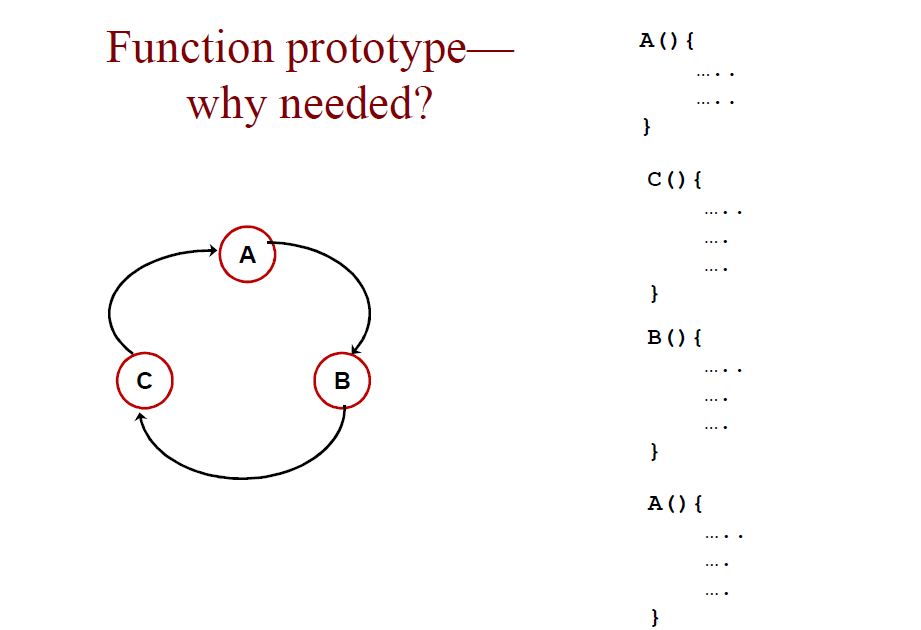 Function prototype—
why needed?
A
C
B
A(){
…..
…..
}
C(){
…..
….
….
}
B(){
…..
….
….
}
A(){
…..
….
….
}